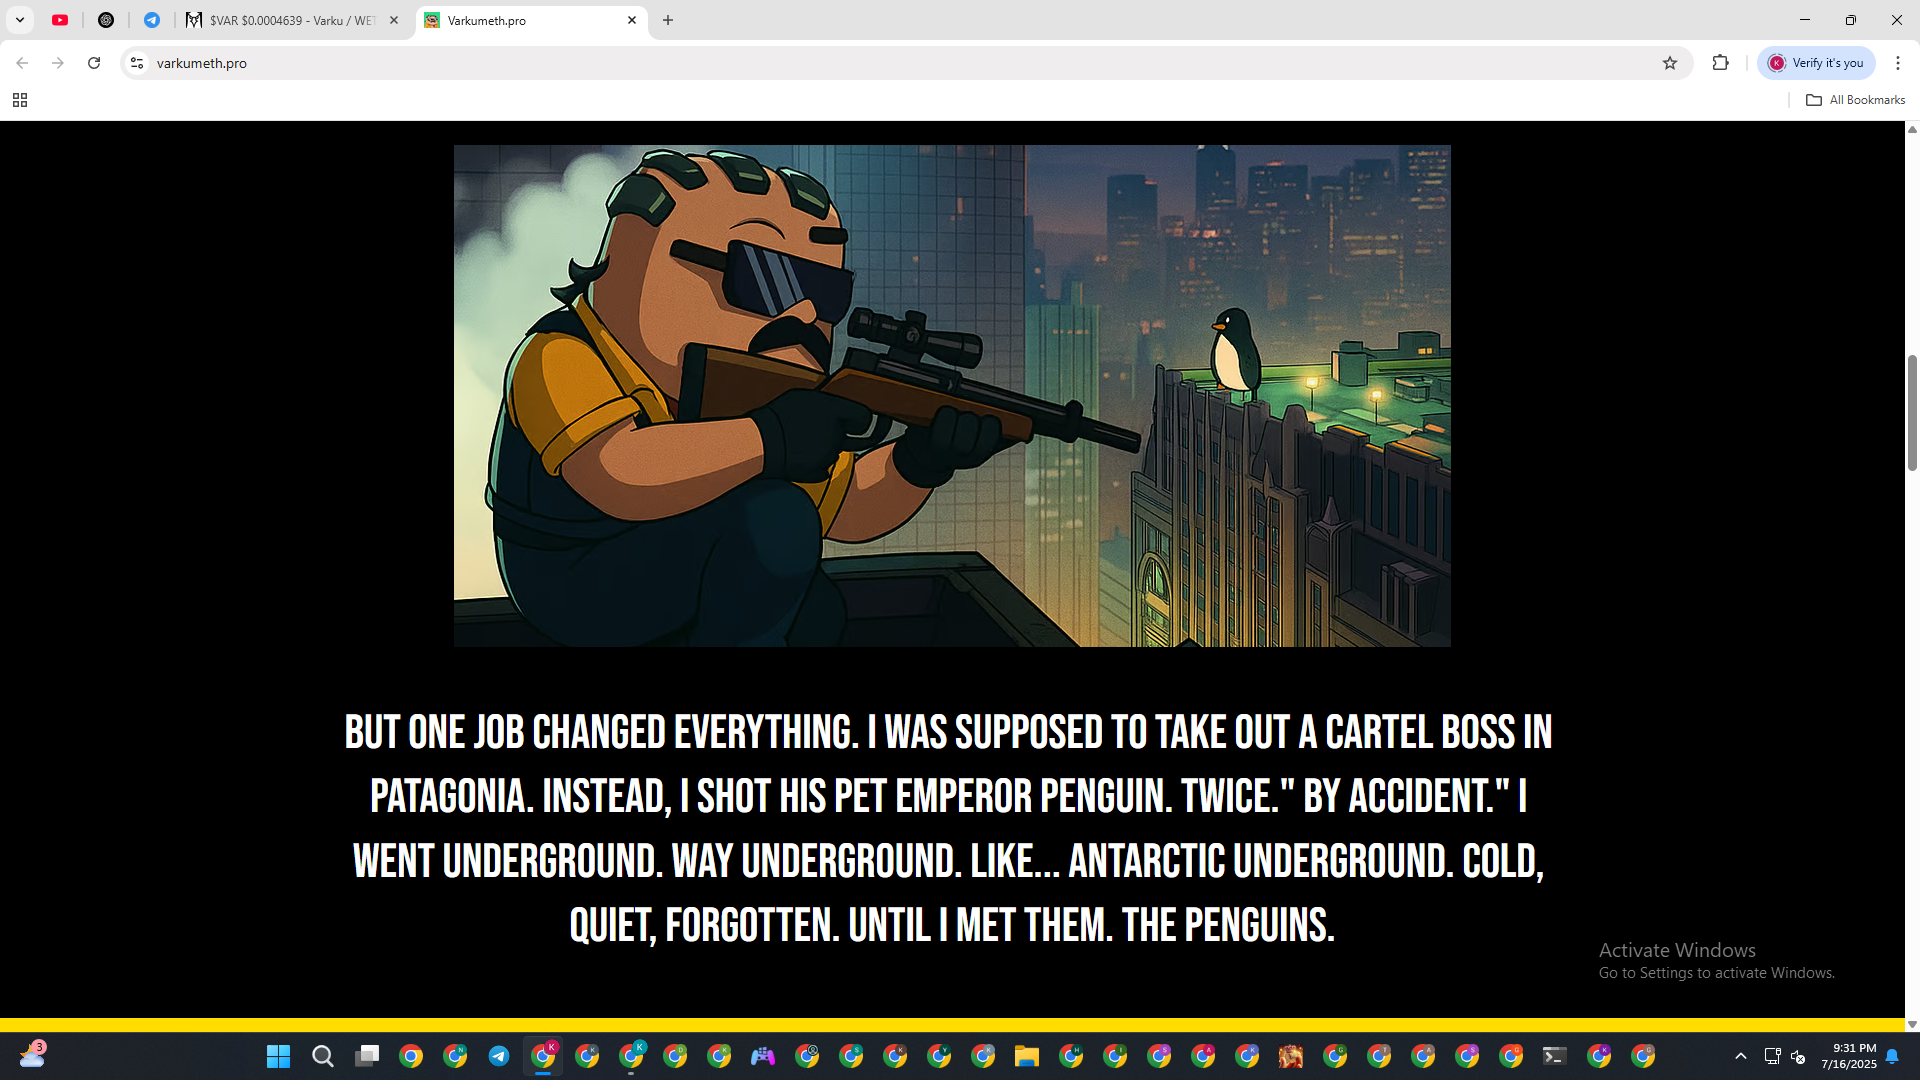 $VAR $0.0004639 - Varku / WET
Varkumeth.pro
varkumeth.pro
Verify it's you
All Bookmarks
BUT ONE JOB CHANGED EVERYTHING. I WAS SUPPOSED TO TAKE OUT A CARTEL BOSS IN
PATAGONIA. INSTEAD, I SHOT HIS PET EMPEROR PENGUIN. TWICE." BY ACCIDENT." I
WENT UNDERGROUND. WAY UNDERGROUND. LIKE... ANTARCTIC UNDERGROUND. COLD,
QUIET, FORGOTTEN. UNTIL I MET THEM. THE PENGUINS.
Activate Windows
Go to Settings to activate Windows.
3
9:31 PM
7/16/2025